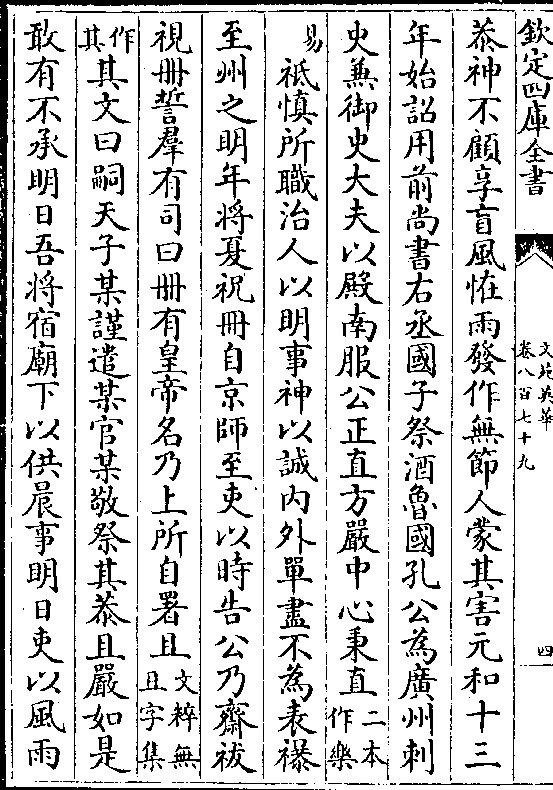 欽定四庫全書
文苑英華
卷八百七十九
四
恭神不顧享盲風恠雨發作無節人蒙其害元和十三
年始詔用前尚書右丞國子祭酒魯國孔公為廣州刺
史兼御史大夫以殿南服公正直方嚴中心秉直二本作樂
易祗慎所職治人以明事神以誠內外單盡不為表襮
至州之明年將夏祝冊自京師至吏以時告公乃齋祓
視冊誓羣有司曰冊有皇帝名乃上所自署且文粹無且字集
作其其文曰嗣天子某謹遣某官某敬祭其恭且嚴如是
敢有不承明日吾將宿廟下以供晨事明日吏以風雨